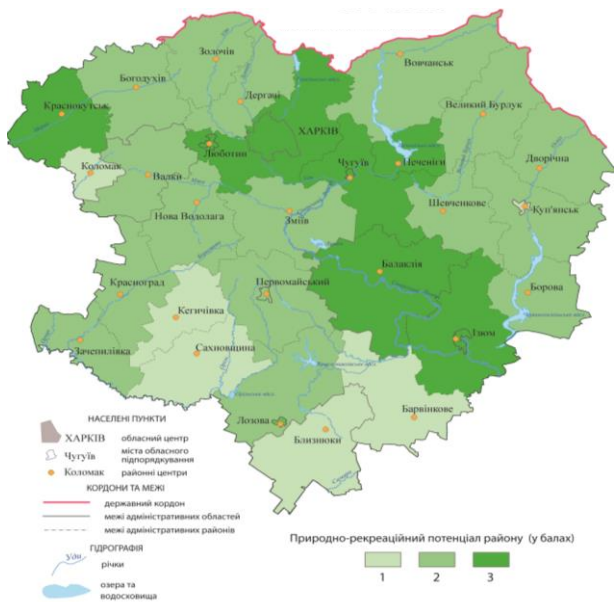 Золочів
Вовчанськ
Богодухів
Дергачі
Краснокутськ
Великий Бурлук
ХАРКІВ
Люботин
Печеніги
Коломак
Валки
Чугуїв
Дворічна
Нова Водолага
Зміїв
Шевченкове
Куп'янськ
Балаклія
Красноград
Первомайський
Борова
Кегичівка
Зачепилівка
Сахновщина
Ізюм
Лозова
Барвінкове
Близнюки
НАСЕЛЕНІ ПУНКТИ
ХАРКІВ обласний центр
Чугуїв міста обласного
підпорядкування
Коломак районні центри
КОРДОНИ ТА МЕЖІ
державний кордон
межі адміністративних областей
межі адміністративних районів
ГІДРОГРАФІЯ
річки
озера та
водосховища
Природно-рекреаційний потенціал району (у балах)
1 2 3